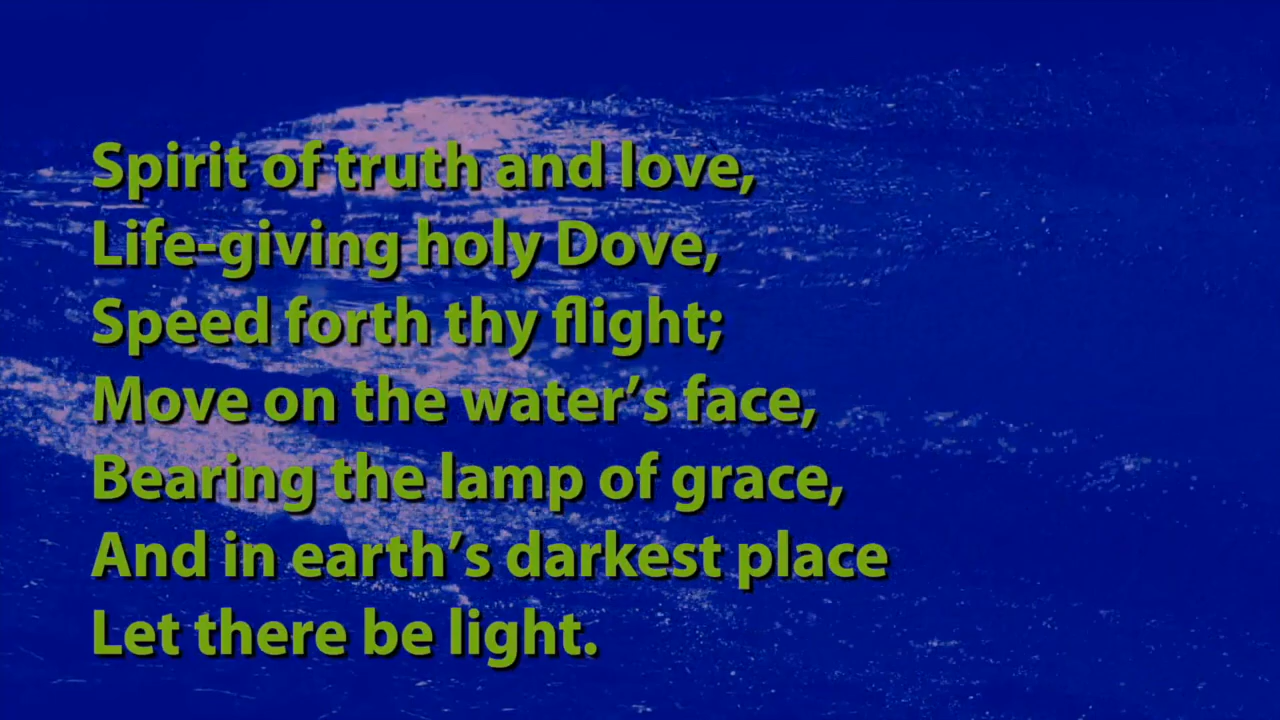 Spirit of truth and love,
Life-giving holy Dove,
Speed forth thy flight;
Move on the water’s face,
Bearing the lamp of grace,
And in earth’s darkest place
Let there be light.